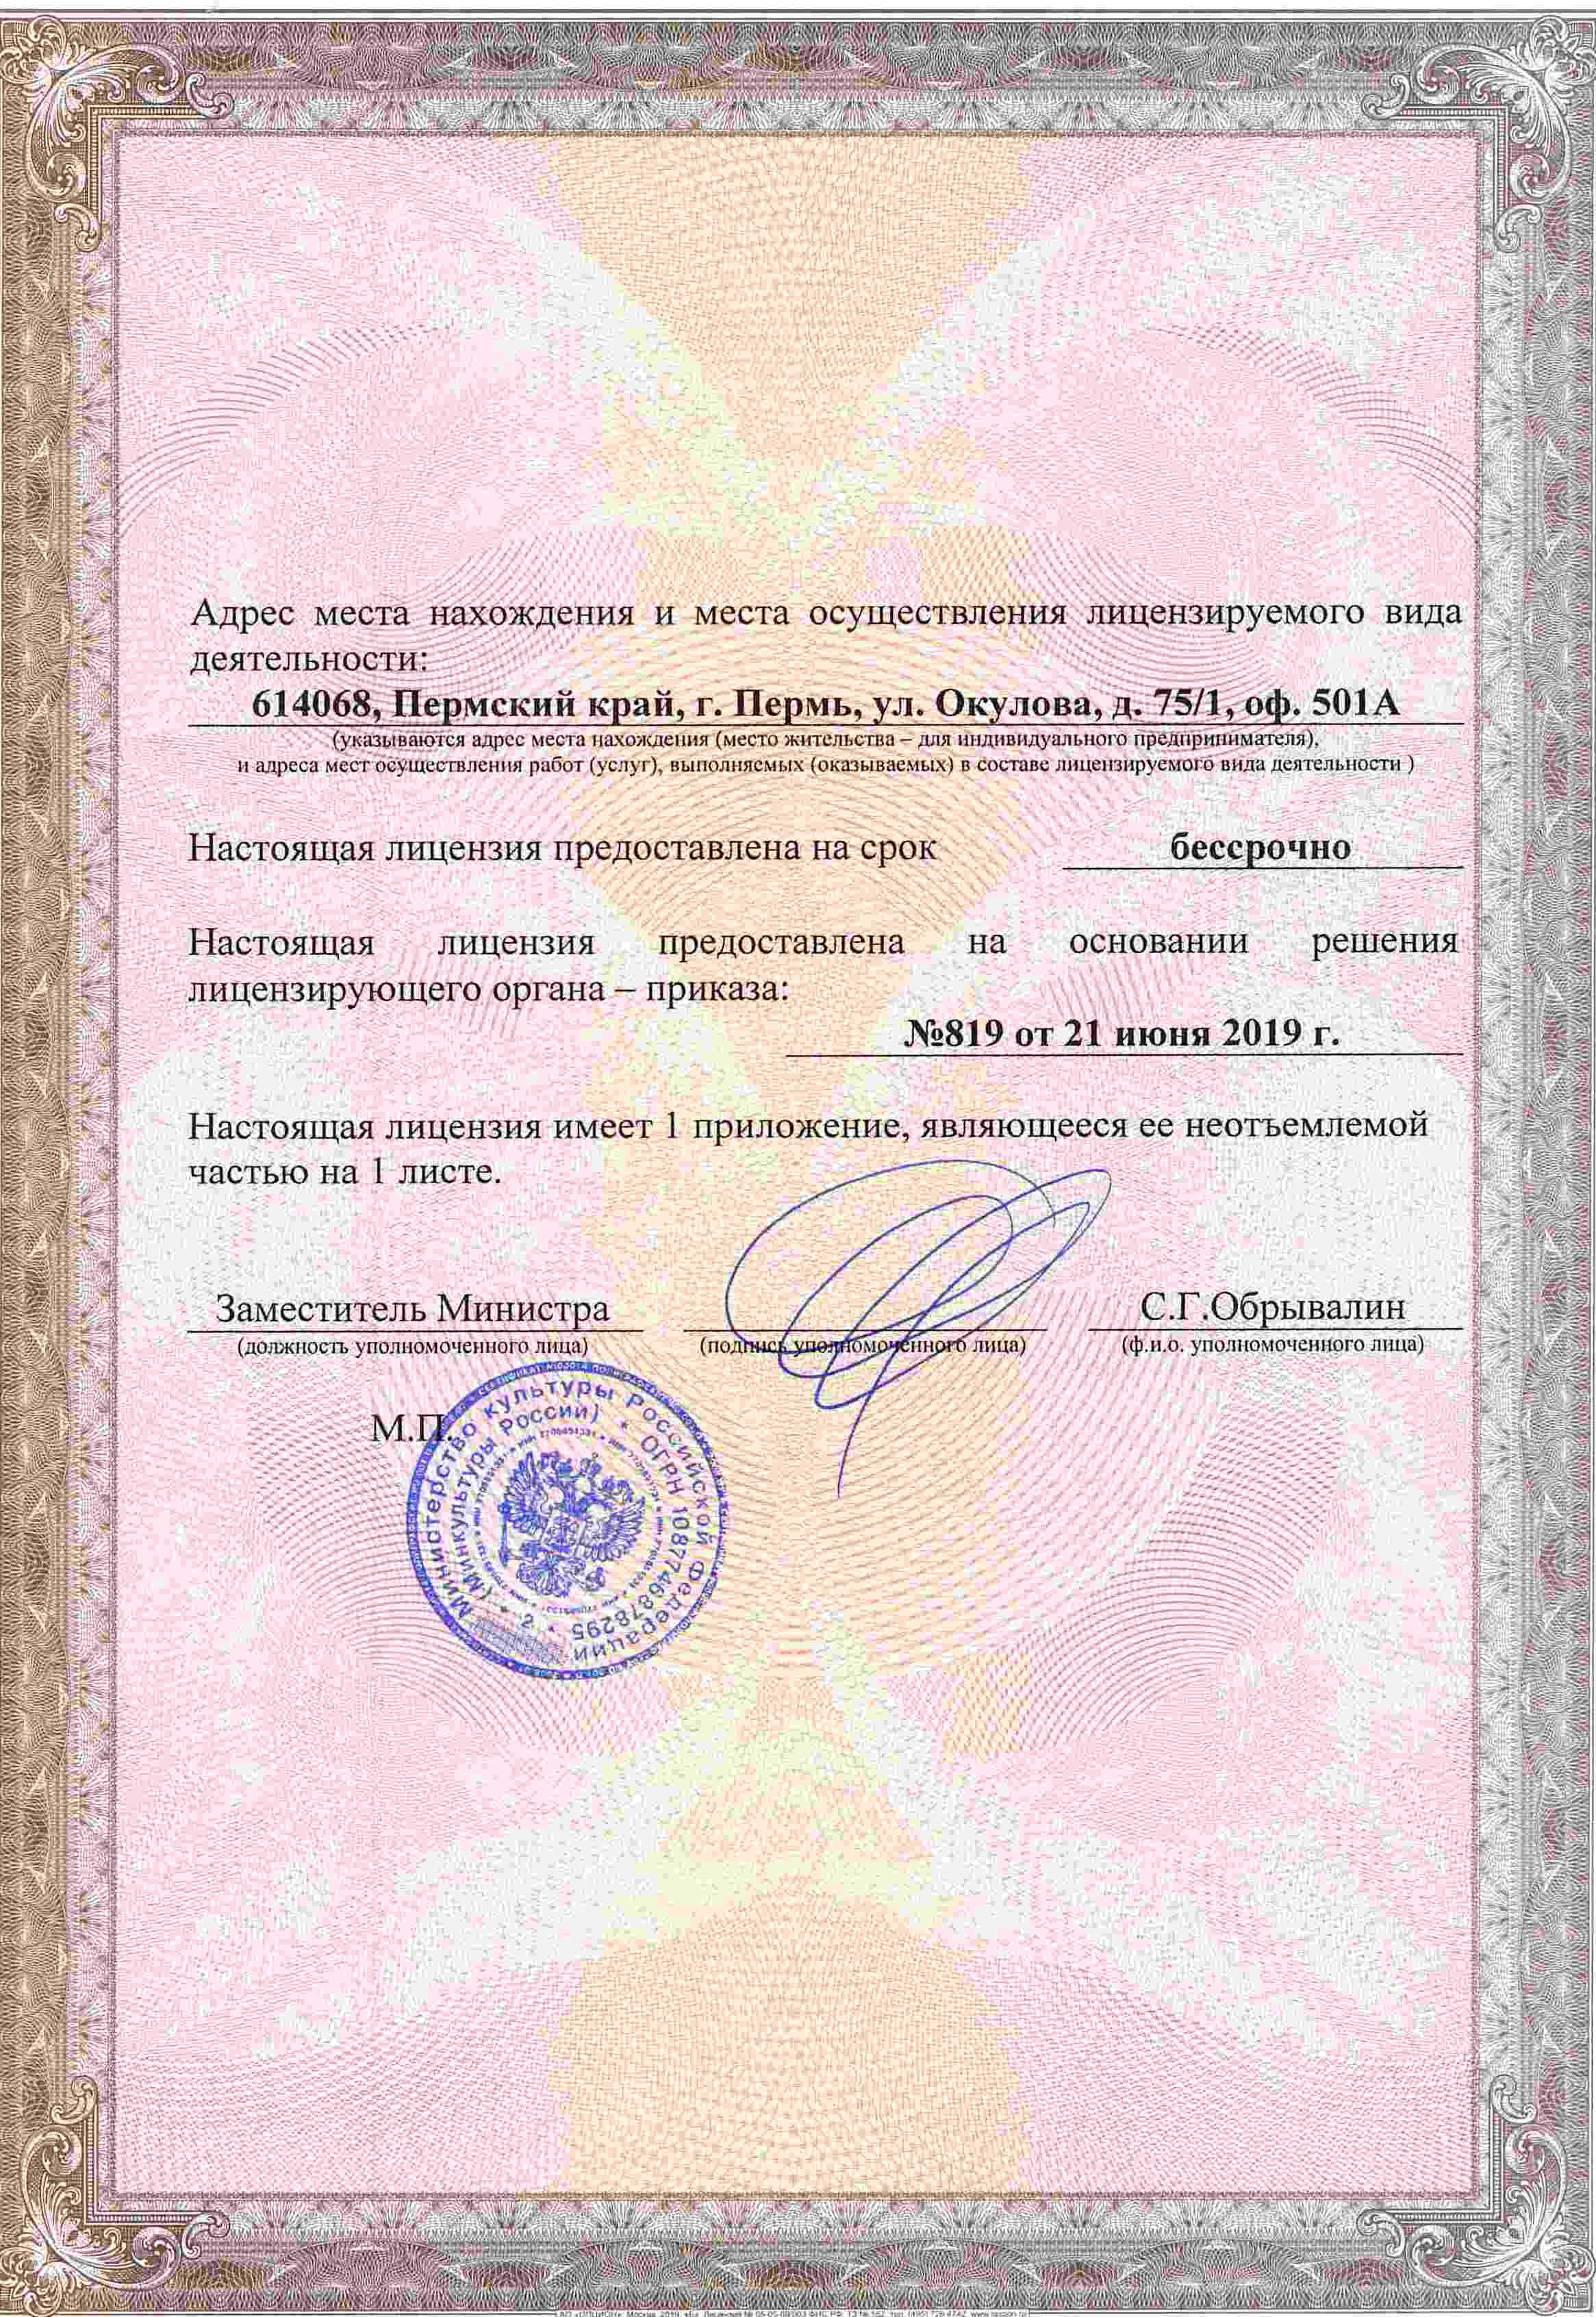 Адрес места нахождения и места осуществления лицензируемого вида
деятельности:
614068, Пермский край, г. Пермь, ул. Окулова, д. 75/1, оф. 501А
(указываются адрес места нахождения (место жительства – для индивидуального предпринимателя),
и адреса мест осуществления работ (услуг), выполняемых (оказываемых) в составе лицензируемого вида деятельности )
Настоящая лицензия предоставлена на срок бессрочно
Настоящая лицензия предоставлена на основании решения
лицензирующего органа – приказа:
№819 от 21 июня 2019 г.
Настоящая лицензия имеет 1 приложение, являющееся ее неотъемлемой
частью на 1 листе.
Заместитель Министра С.Г.Обрывалин
(должность уполномоченного лица) (подпись уполномоченного лица) (ф.и.о. уполномоченного лица)
М.П.
Министерство культуры Российской Федерации
(Минкультуры России) * ОГРН 1087746878295 * 2 *